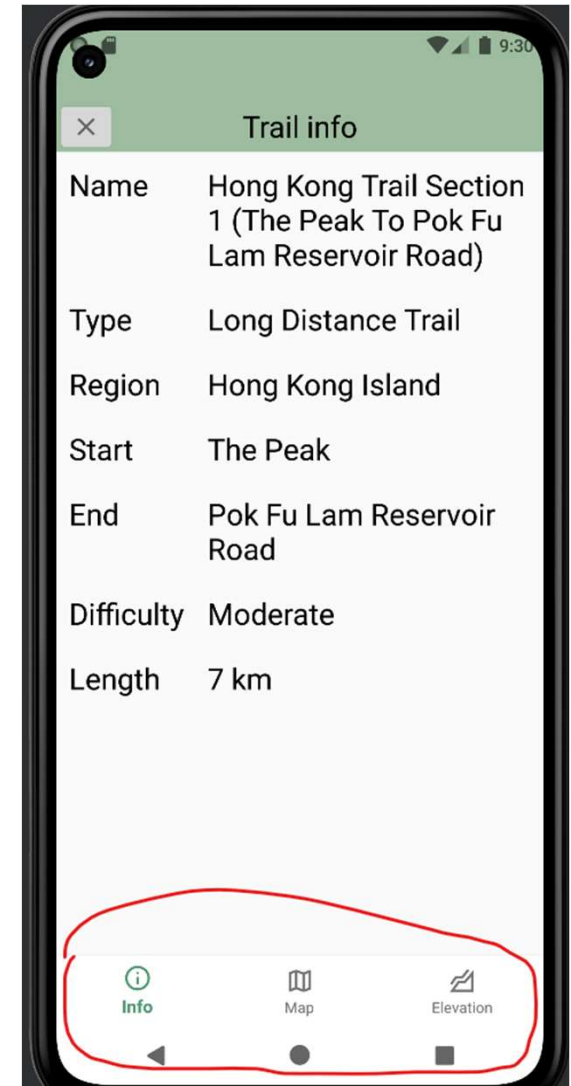 9:30
Trail info
Name Hong Kong Trail Section
1 (The Peak To Pok Fu
Lam Reservoir Road)
Type Long Distance Trail
Region Hong Kong Island
Start The Peak
End Pok Fu Lam Reservoir
Road
Difficulty Moderate
Length 7 km
Info Map Elevation